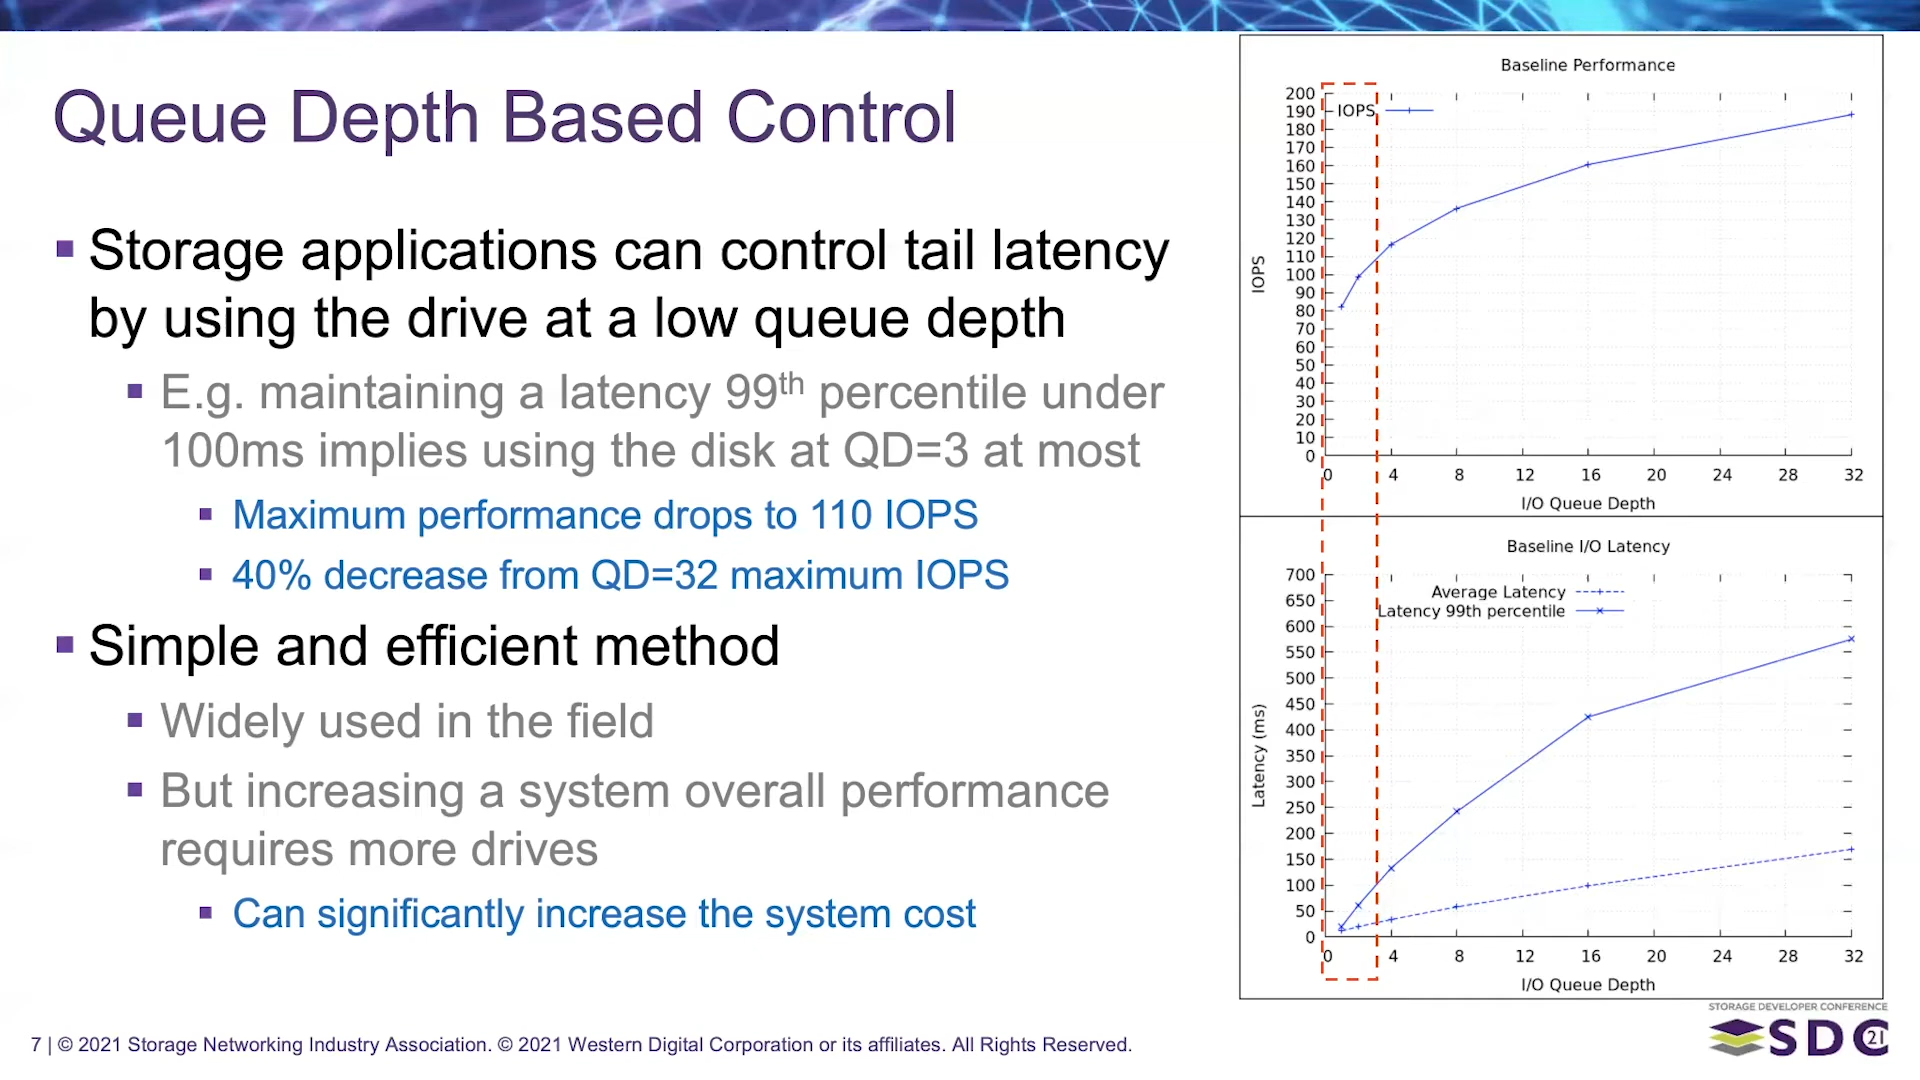 Queue Depth Based Control
▪ Storage applications can control tail latency
by using the drive at a low queue depth
▪ E.g. maintaining a latency 99th percentile under
100ms implies using the disk at QD=3 at most
▪ Maximum performance drops to 110 IOPS
▪ 40% decrease from QD=32 maximum IOPS
▪ Simple and efficient method
▪ Widely used in the field
▪ But increasing a system overall performance
requires more drives
▪ Can significantly increase the system cost
Baseline Performance
IOPS
200
190
180
170
160
150
140
130
120
110
100
90
80
70
60
50
40
30
20
10
0
IOPS
0 4 8 12 16 20 24 28 32
I/O Queue Depth
Baseline I/O Latency
Average Latency
Latency 99th percentile
700
650
600
550
500
450
400
350
300
250
200
150
100
50
0
Latency (ms)
0 4 8 12 16 20 24 28 32
I/O Queue Depth
7 | © 2021 Storage Networking Industry Association. © 2021 Western Digital Corporation or its affiliates. All Rights Reserved.
STORAGE DEVELOPER CONFERENCE
SDC 21